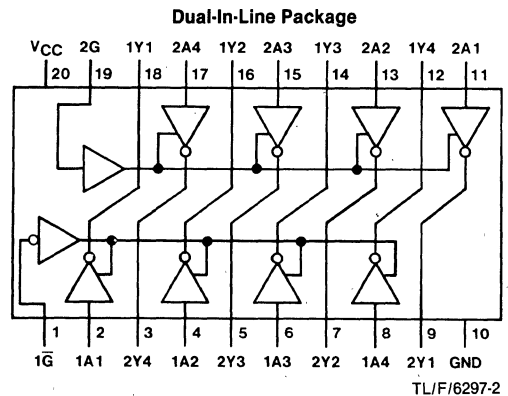 Dual-In-Line Package
VCC 2G 1Y1 2A4 1Y2 2A3 1Y3 2A2 1Y4 2A1
20 19 18 17 16 15 14 13 12 11
1 2 3 4 5 6 7 8 9 10
1G̅ 1A1 2Y4 1A2 2Y3 1A3 2Y2 1A4 2Y1 GND
TL/F/6297-2